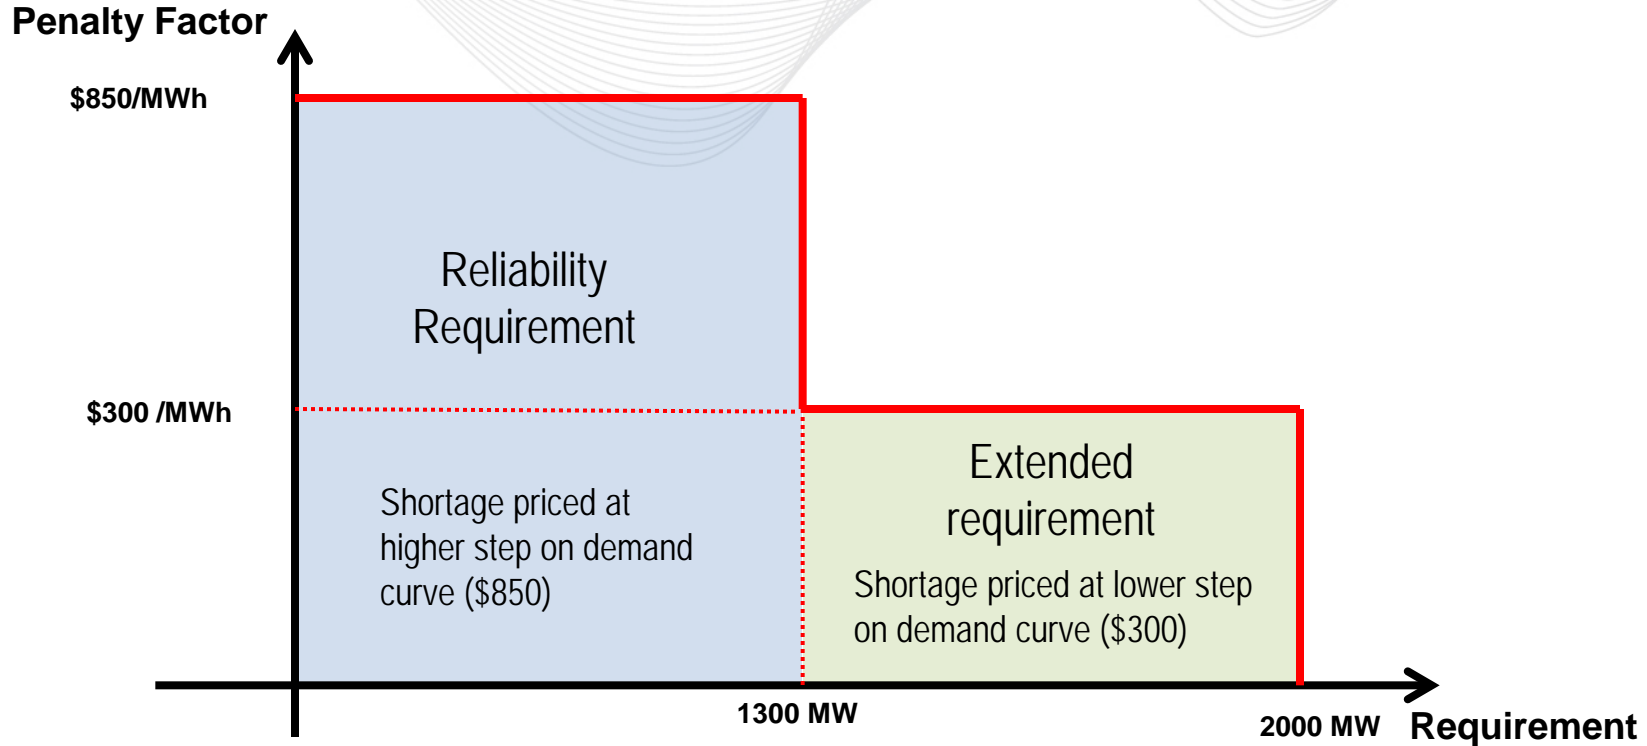 Penalty Factor
$850/MWh
Reliability
Requirement
$300 /MWh
Shortage priced at
higher step on demand
curve ($850)
Extended
requirement
Shortage priced at lower step
on demand curve ($300)
1300 MW
2000 MW
Requirement